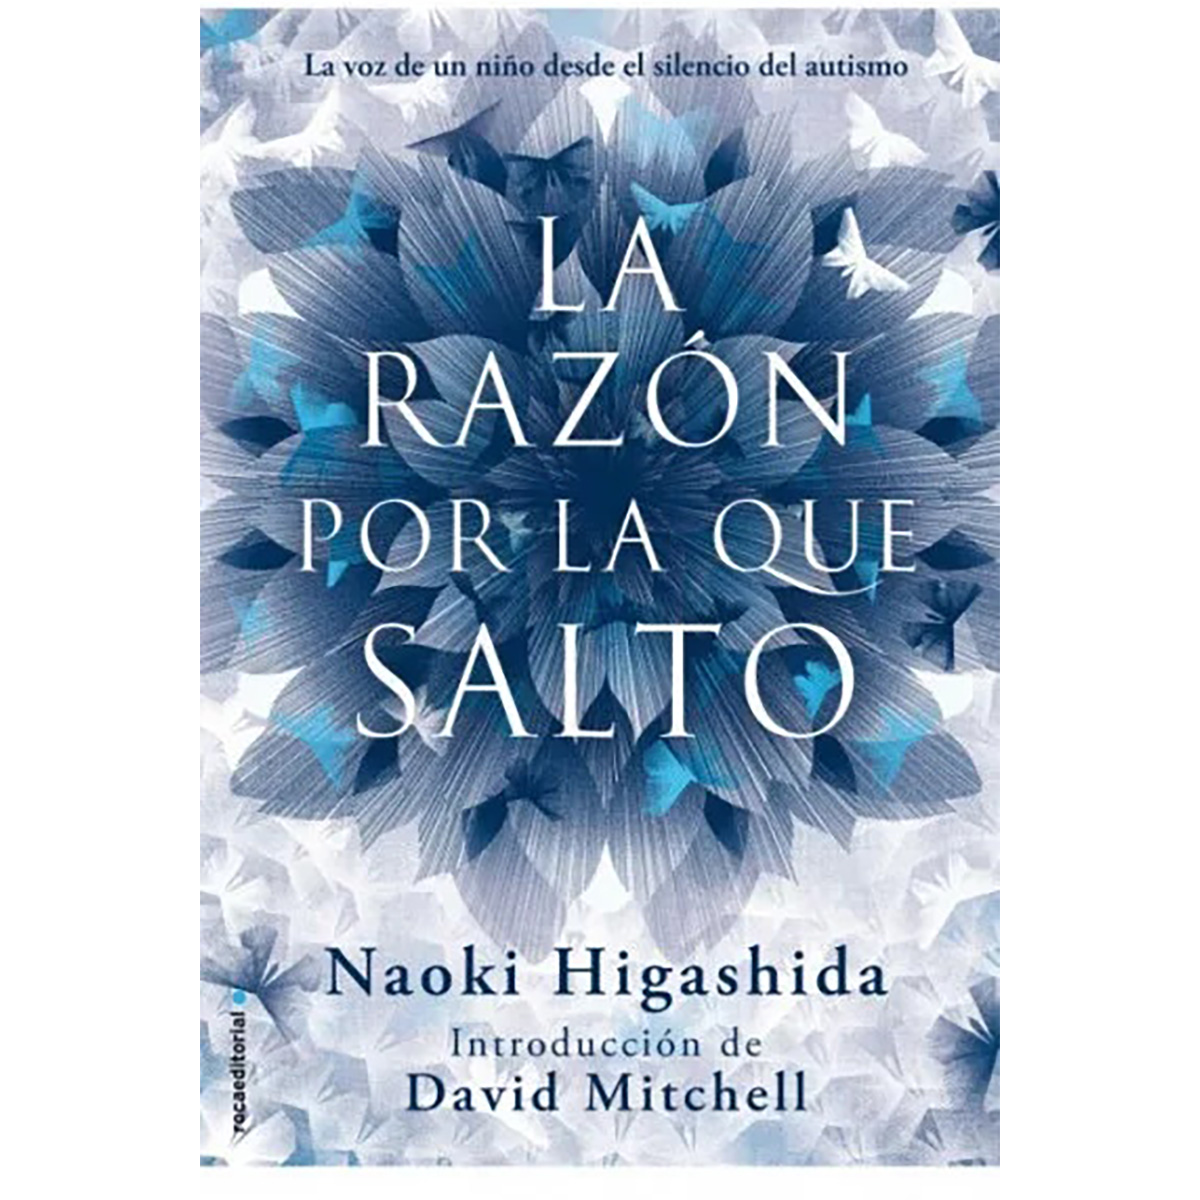 La voz de un niño desde el silencio del autismo
LA
RAZÓN
POR LA QUE
SALTO
Naoki Higashida
Introducción de
David Mitchell
rocaeditorial